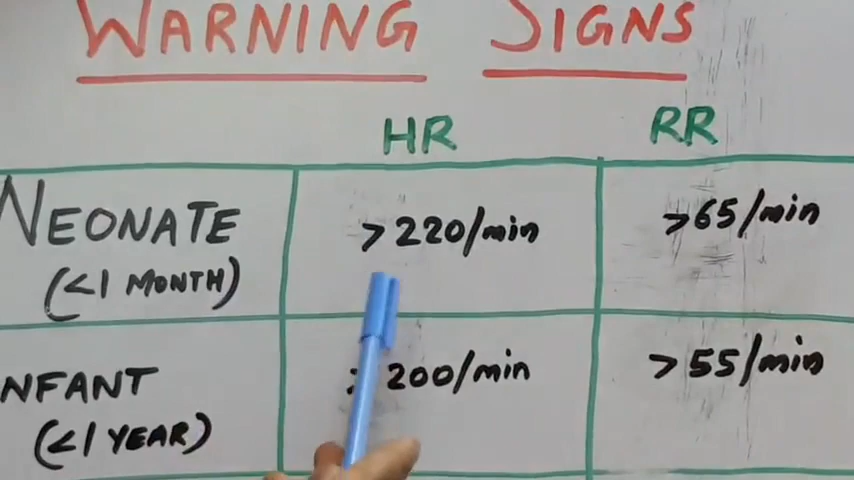 WARNING SIGNS
HR RR
NEONATE >220/min >65/min
(<1 MONTH)
NFANT 200/min >55/min
(<1 YEAR)